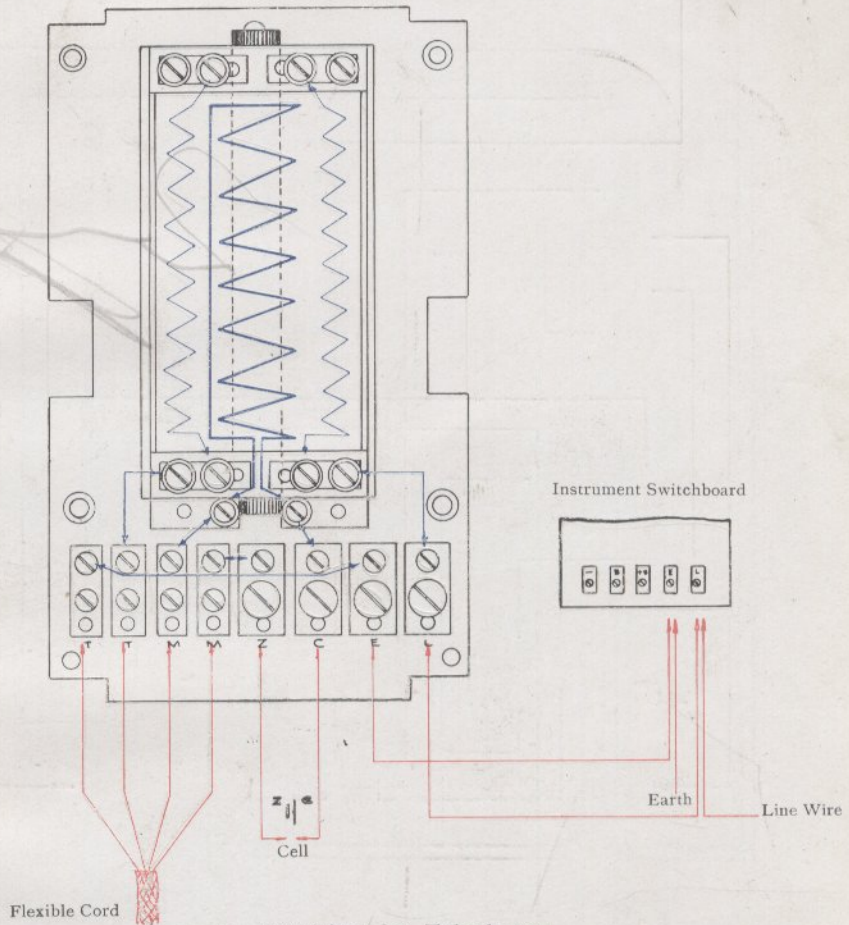 Instrument Switchboard
E L
T T M M Z C E L
Z C
Cell
Earth
Line Wire
Flexible Cord